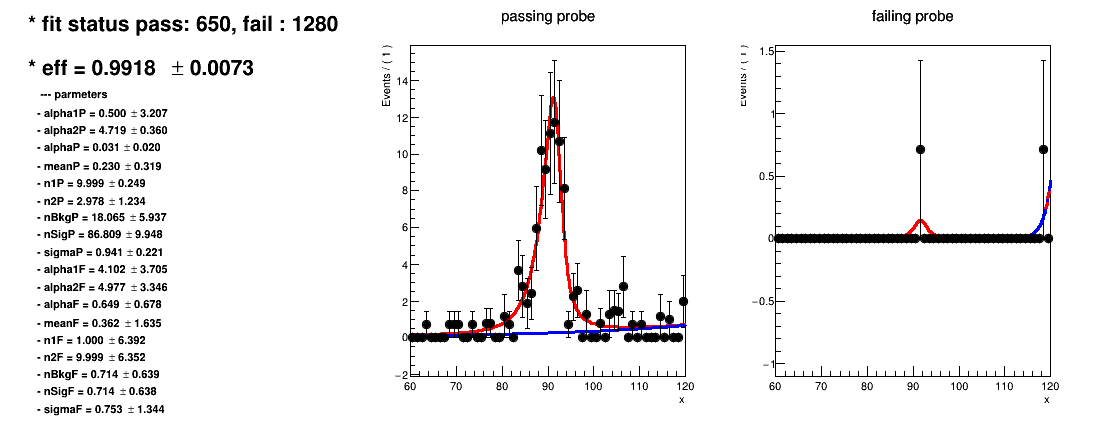 * fit status pass: 650, fail : 1280
* eff = 0.9918 ± 0.0073
--- parmeters
- alpha1P = 0.500 ± 3.207
- alpha2P = 4.719 ± 0.360
- alphaP = 0.031 ± 0.020
- meanP = 0.230 ± 0.319
- n1P = 9.999 ± 0.249
- n2P = 2.978 ± 1.234
- nBkgP = 18.065 ± 5.937
- nSigP = 86.809 ± 9.948
- sigmaP = 0.941 ± 0.221
- alpha1F = 4.102 ± 3.705
- alpha2F = 4.977 ± 3.346
- alphaF = 0.649 ± 0.678
- meanF = 0.362 ± 1.635
- n1F = 1.000 ± 6.392
- n2F = 9.999 ± 6.352
- nBkgF = 0.714 ± 0.639
- nSigF = 0.714 ± 0.638
- sigmaF = 0.753 ± 1.344
passing probe
Events / ( 1 )
14
12
10
8
6
4
2
0
−2
60 70 80 90 100 110 120
x
failing probe
Events / ( 1 )
1.5
1
0.5
0
−0.5
−1
60 70 80 90 100 110 120
x